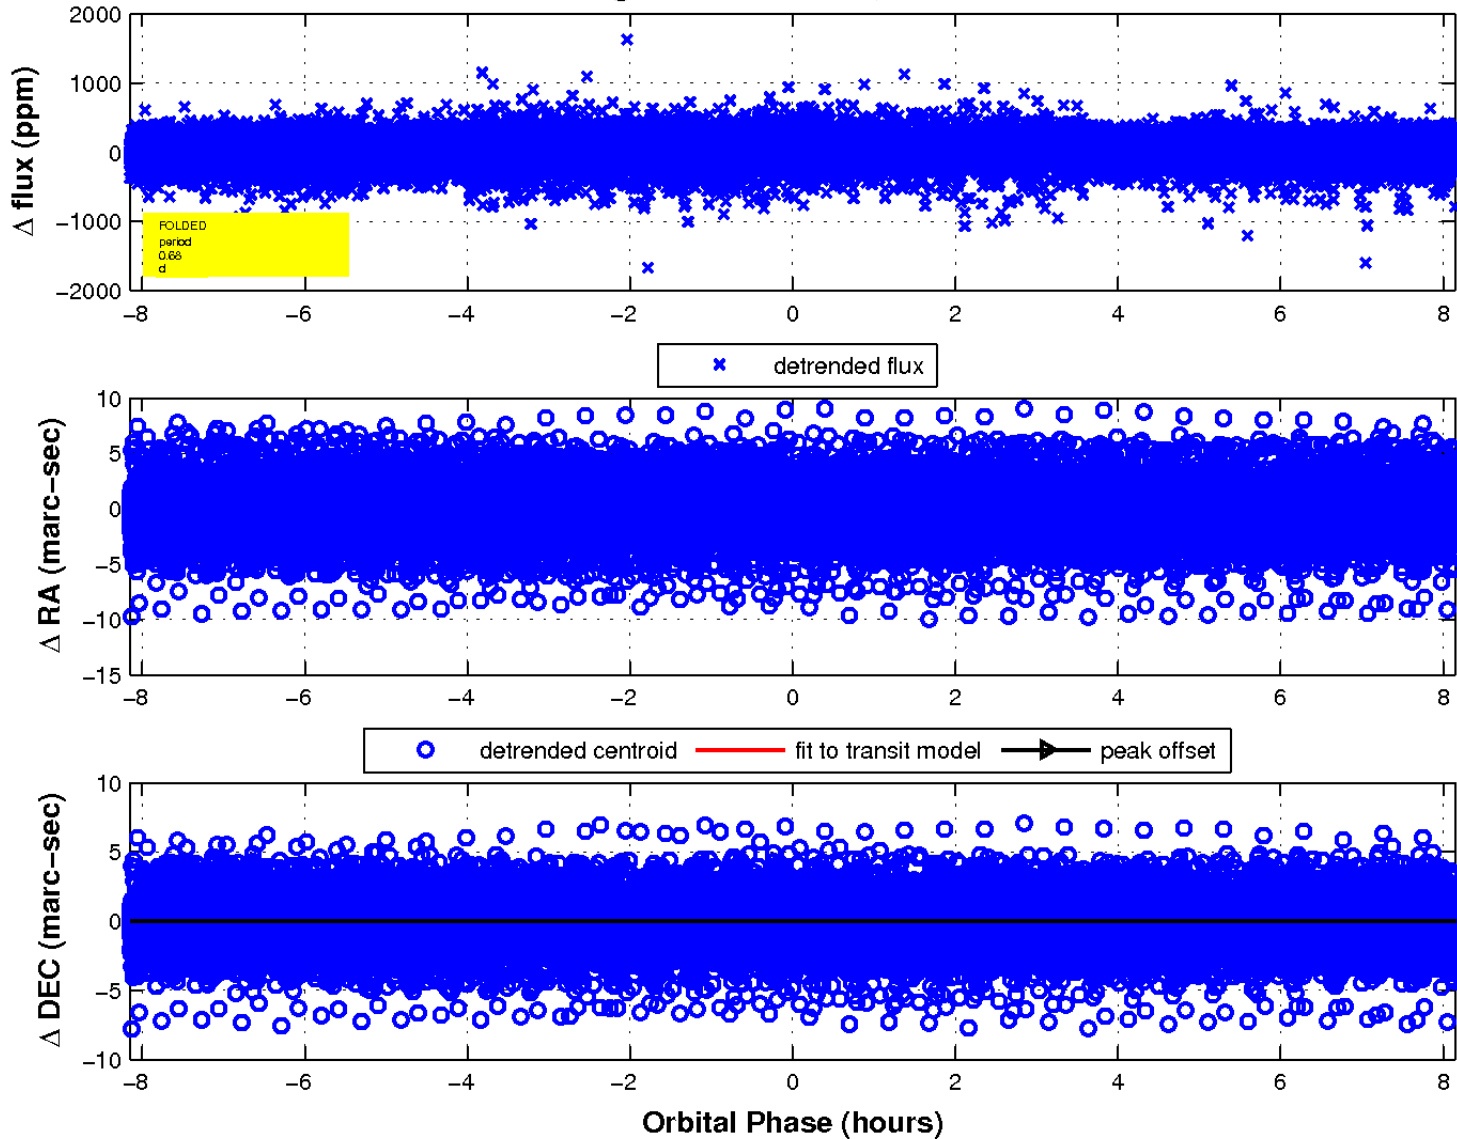 2000
1000
0
−1000
−2000
Δ flux (ppm)
FOLDED
period
0.68
d
−8 −6 −4 −2 0 2 4 6 8
detrended flux
10
5
0
−5
−10
−15
Δ RA (marc−sec)
−8 −6 −4 −2 0 2 4 6 8
detrended centroid fit to transit model peak offset
10
5
0
−5
−10
Δ DEC (marc−sec)
−8 −6 −4 −2 0 2 4 6 8
Orbital Phase (hours)